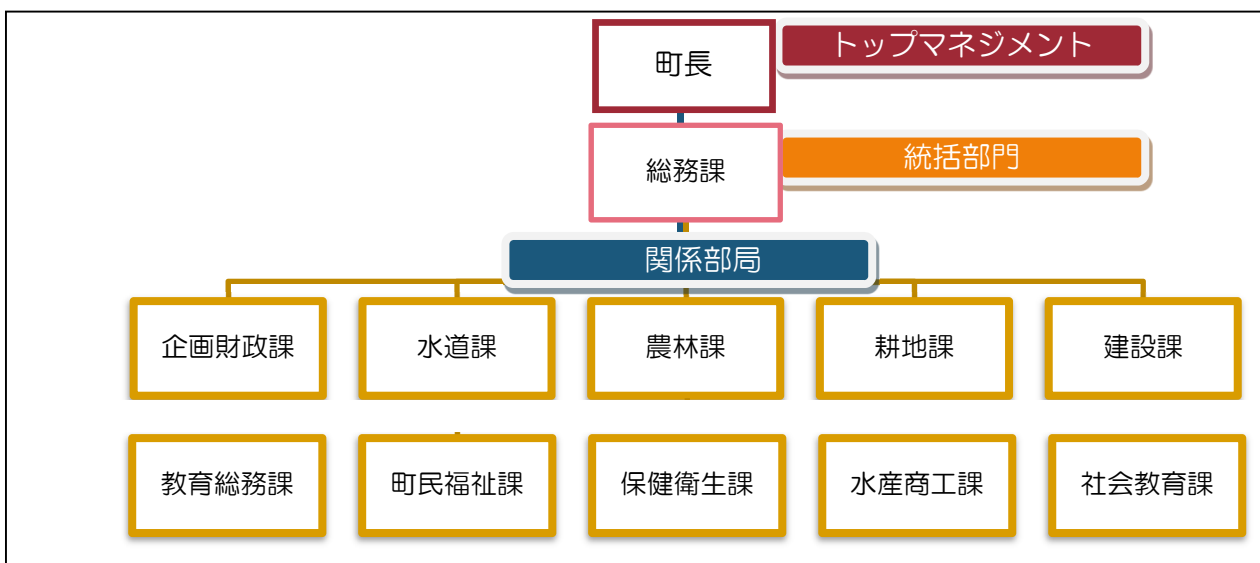 町長
トップマネジメント
総務課
統括部門
関係部局
企画財政課
水道課
農林課
耕地課
建設課
教育総務課
町民福祉課
保健衛生課
水産商工課
社会教育課